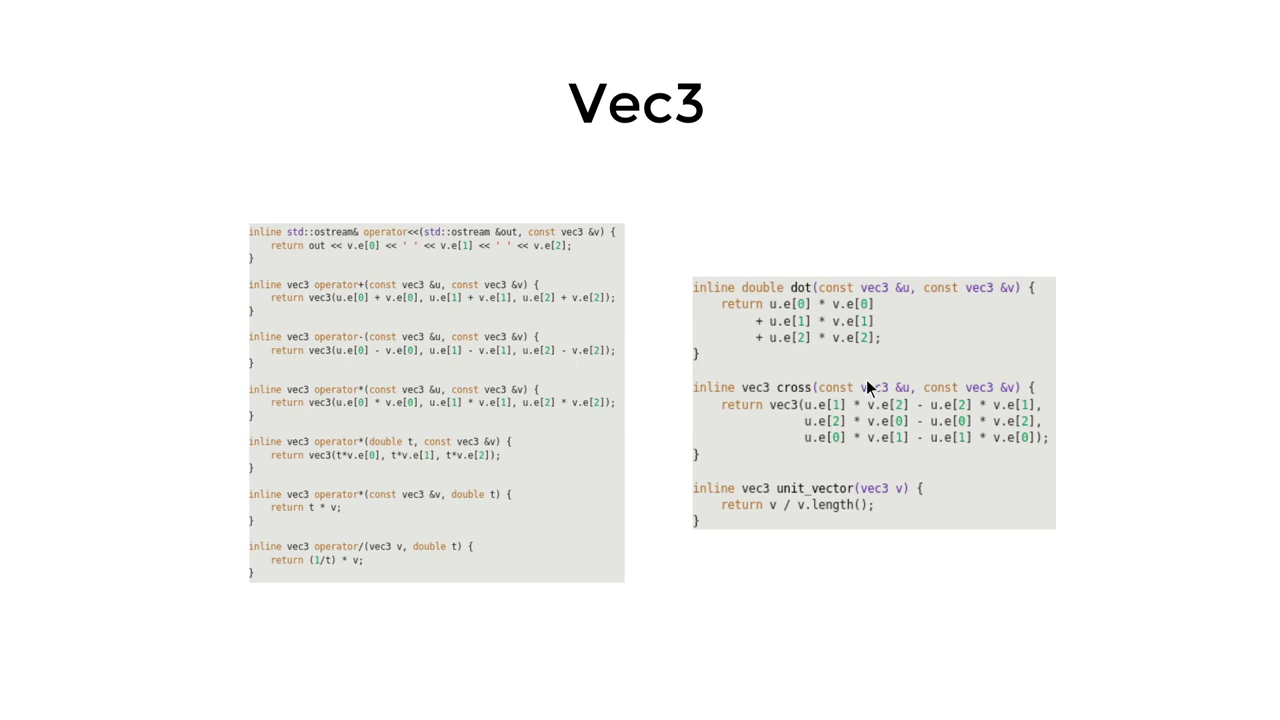 Vec3
inline std::ostream& operator<<(std::ostream &out, const vec3 &v) {
    return out << v.e[0] << ' ' << v.e[1] << ' ' << v.e[2];
}
inline vec3 operator+(const vec3 &u, const vec3 &v) {
    return vec3(u.e[0] + v.e[0], u.e[1] + v.e[1], u.e[2] + v.e[2]);
}
inline vec3 operator-(const vec3 &u, const vec3 &v) {
    return vec3(u.e[0] - v.e[0], u.e[1] - v.e[1], u.e[2] - v.e[2]);
}
inline vec3 operator*(const vec3 &u, const vec3 &v) {
    return vec3(u.e[0] * v.e[0], u.e[1] * v.e[1], u.e[2] * v.e[2]);
}
inline vec3 operator*(double t, const vec3 &v) {
    return vec3(t*v.e[0], t*v.e[1], t*v.e[2]);
}
inline vec3 operator*(const vec3 &v, double t) {
    return t * v;
}
inline vec3 operator/(vec3 v, double t) {
    return (1/t) * v;
}
inline double dot(const vec3 &u, const vec3 &v) {
    return u.e[0] * v.e[0]
         + u.e[1] * v.e[1]
         + u.e[2] * v.e[2];
}
inline vec3 cross(const vec3 &u, const vec3 &v) {
    return vec3(u.e[1] * v.e[2] - u.e[2] * v.e[1],
                u.e[2] * v.e[0] - u.e[0] * v.e[2],
                u.e[0] * v.e[1] - u.e[1] * v.e[0]);
}
inline vec3 unit_vector(vec3 v) {
    return v / v.length();
}